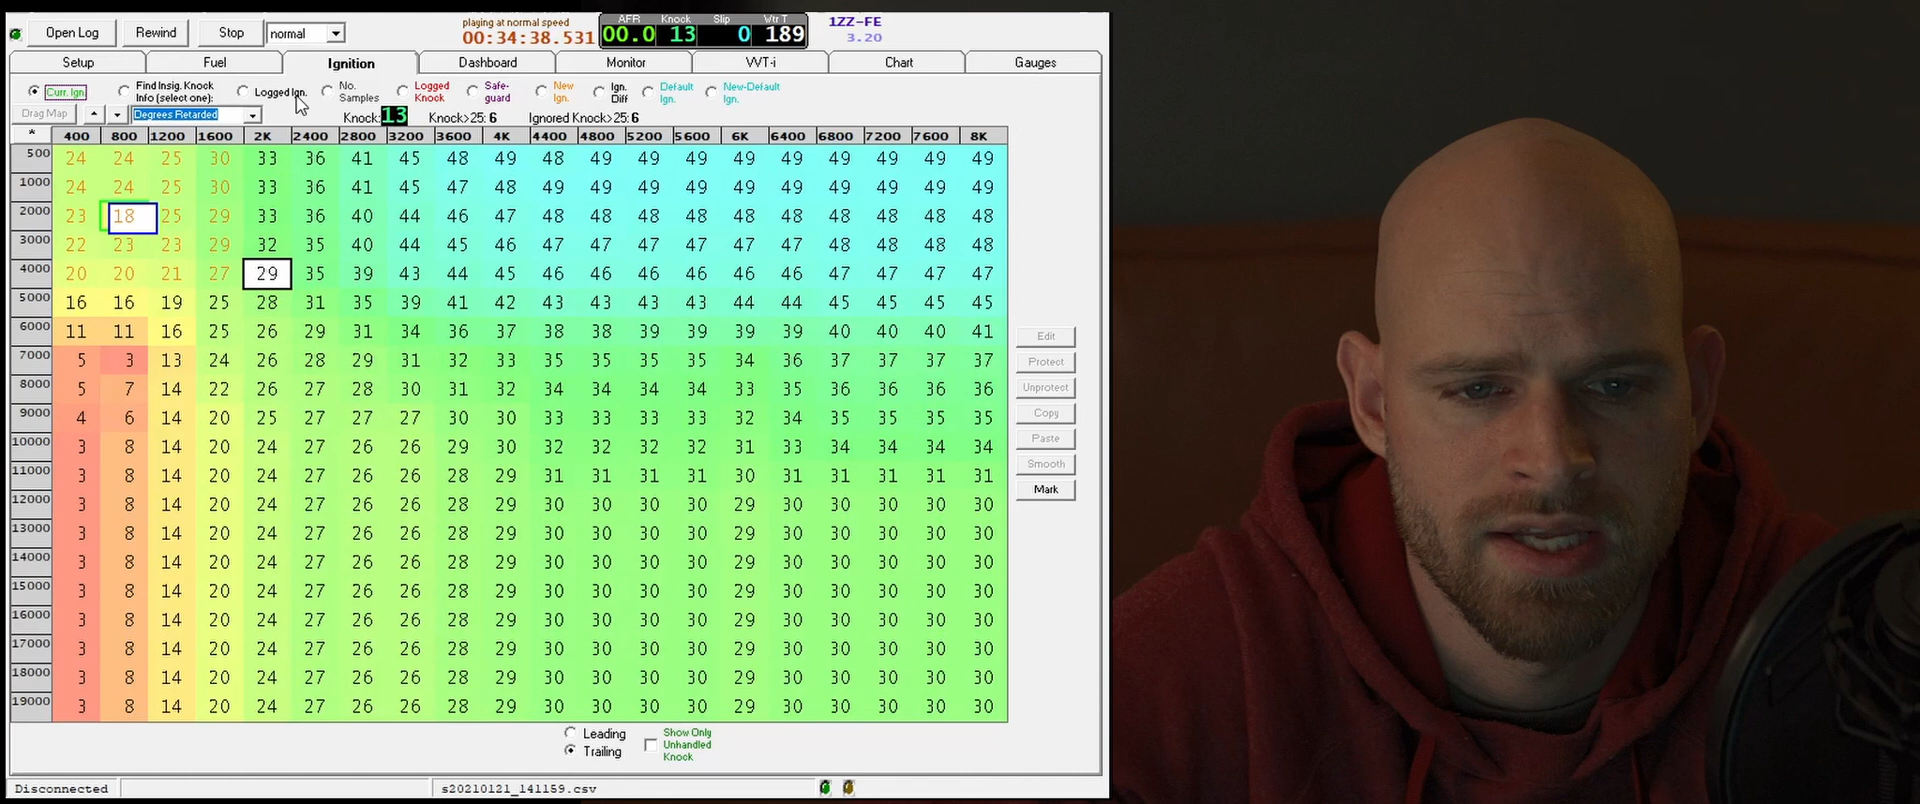 Open Log Rewind Stop normal
playing at normal speed
00:34:38.531
AFR Knock Slip Wtr T
00.0 13 0 189
1ZZ-FE
3.20
Setup Fuel Ignition Dashboard Monitor VVT-i Chart Gauges
Curr. Ign.
Find Insig. Knock
Info (select one):
Logged Ign.
No.
Samples
Logged
Knock
Safe-
guard
New
Ign.
Ign.
Diff
Default
Ign.
New-Default
Ign.
Drag Map Degrees Retarded Knock: 13 Knock>25: 6 Ignored Knock>25: 6
* 400 800 1200 1600 2K 2400 2800 3200 3600 4K 4400 4800 5200 5600 6K 6400 6800 7200 7600 8K
500 24 24 25 30 33 36 41 45 48 49 48 49 49 49 49 49 49 49 49 49
1000 24 24 25 30 33 36 41 45 47 48 49 49 49 49 49 49 49 49 49 49
2000 23 18 25 29 33 36 40 44 46 47 48 48 48 48 48 48 48 48 48 48
3000 22 23 23 29 32 35 40 44 45 46 47 47 47 47 47 47 48 48 48 48
4000 20 20 21 27 29 35 39 43 44 45 46 46 46 46 46 46 47 47 47 47
5000 16 16 19 25 28 31 35 39 41 42 43 43 43 43 44 44 45 45 45 45
6000 11 11 16 25 26 29 31 34 36 37 38 38 39 39 39 39 40 40 40 41
7000 5 3 13 24 26 28 29 31 32 33 35 35 35 35 34 36 37 37 37 37
8000 5 7 14 22 26 27 28 30 31 32 34 34 34 34 33 35 36 36 36 36
9000 4 6 14 20 25 27 27 27 30 30 33 33 33 33 32 34 35 35 35 35
10000 3 8 14 20 24 27 26 26 29 30 32 32 32 32 31 33 34 34 34 34
11000 3 8 14 20 24 27 26 26 28 29 31 31 31 31 30 31 31 31 31 31
12000 3 8 14 20 24 27 26 26 28 29 30 30 30 30 29 30 30 30 30 30
13000 3 8 14 20 24 27 26 26 28 29 30 30 30 30 29 30 30 30 30 30
14000 3 8 14 20 24 27 26 26 28 29 30 30 30 30 29 30 30 30 30 30
15000 3 8 14 20 24 27 26 26 28 29 30 30 30 30 29 30 30 30 30 30
16000 3 8 14 20 24 27 26 26 28 29 30 30 30 30 29 30 30 30 30 30
17000 3 8 14 20 24 27 26 26 28 29 30 30 30 30 29 30 30 30 30 30
18000 3 8 14 20 24 27 26 26 28 29 30 30 30 30 29 30 30 30 30 30
19000 3 8 14 20 24 27 26 26 28 29 30 30 30 30 29 30 30 30 30 30
Edit
Protect
Unprotect
Copy
Paste
Smooth
Mark
Leading
Trailing
Show Only
Unhandled
Knock
Disconnected s20210121_141159.csv